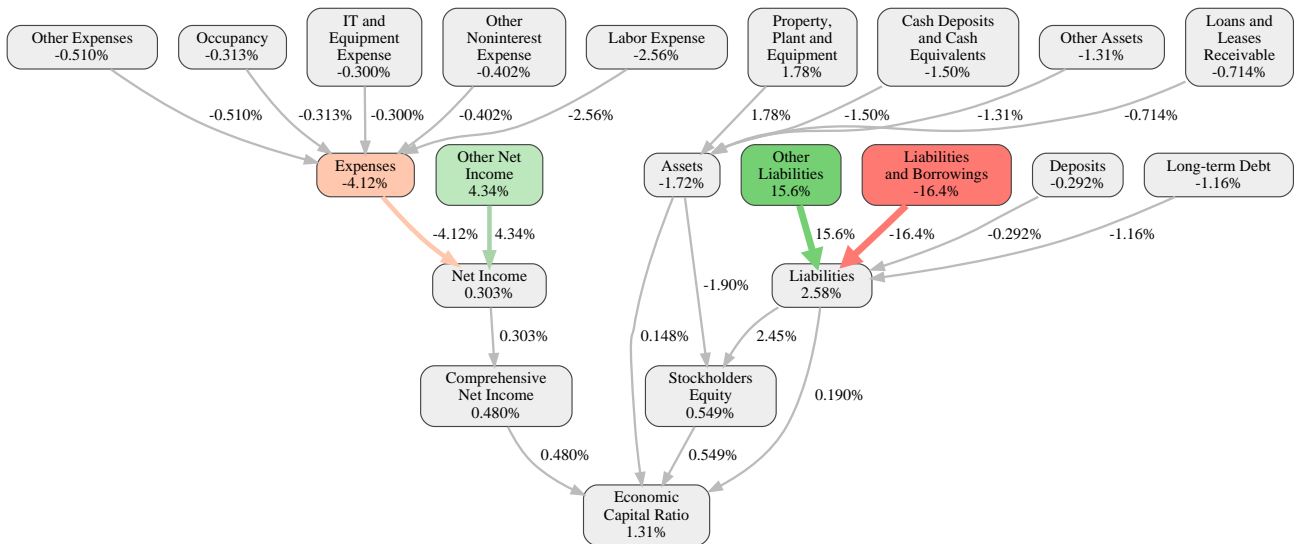 Other Expenses
-0.510%
Occupancy
-0.313%
IT and
Equipment
Expense
-0.300%
Other
Noninterest
Expense
-0.402%
Labor Expense
-2.56%
Property,
Plant and
Equipment
1.78%
Cash Deposits
and Cash
Equivalents
-1.50%
Other Assets
-1.31%
Loans and
Leases
Receivable
-0.714%
-0.510%
-0.313%
-0.300%
-0.402%
-2.56%
1.78%
-1.50%
-1.31%
-0.714%
Expenses
-4.12%
Other Net
Income
4.34%
Assets
-1.72%
Other
Liabilities
15.6%
Liabilities
and Borrowings
-16.4%
Deposits
-0.292%
Long-term Debt
-1.16%
-4.12%
4.34%
15.6%
-16.4%
-0.292%
-1.16%
Net Income
0.303%
-1.90%
Liabilities
2.58%
0.303%
0.148%
2.45%
Comprehensive
Net Income
0.480%
Stockholders
Equity
0.549%
0.190%
0.480%
0.549%
Economic
Capital Ratio
1.31%